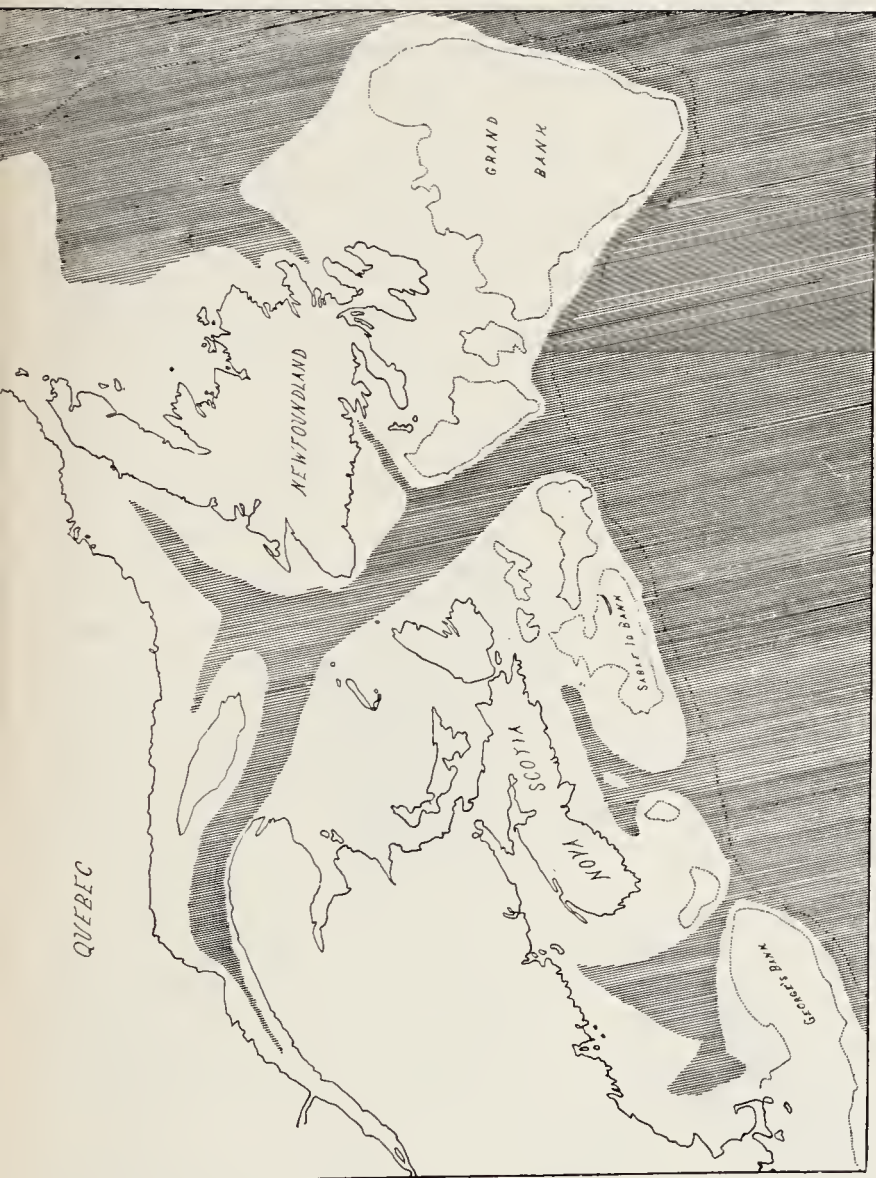 QUEBEC
NEWFOUNDLAND
GRAND
BANK
NOVA
SCOTIA
SABLE ID BANK
GEORGE'S BANK